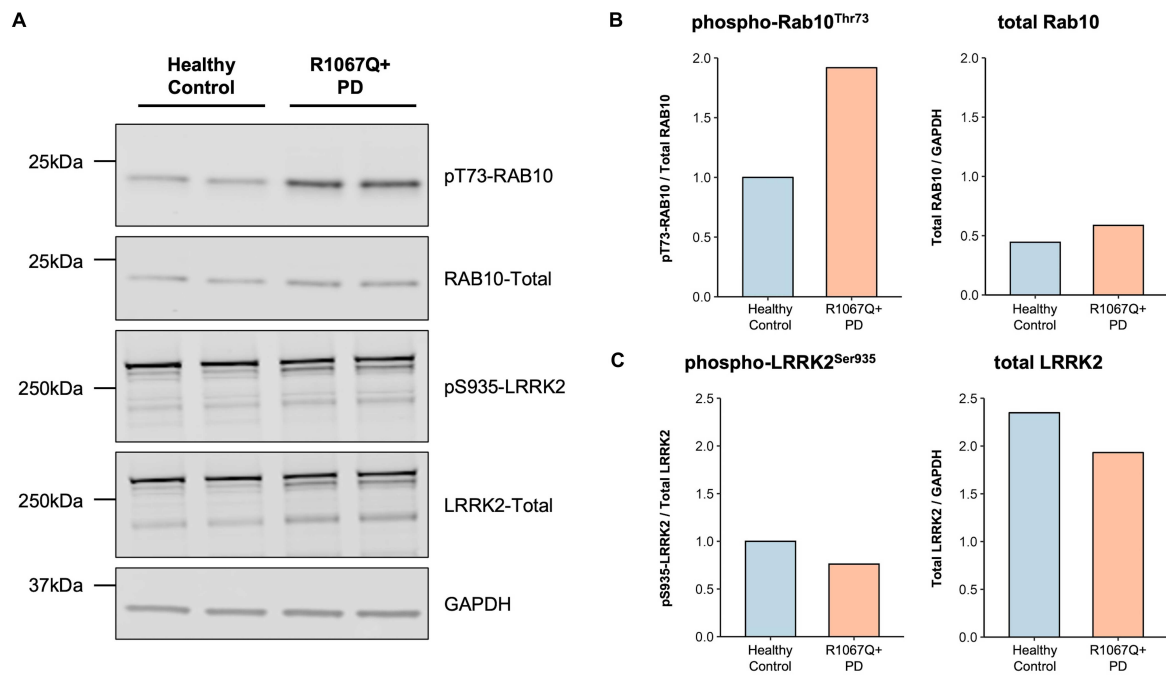 A
Healthy
Control
R1067Q+
PD
25kDa
pT73-RAB10
25kDa
RAB10-Total
250kDa
pS935-LRRK2
250kDa
LRRK2-Total
37kDa
GAPDH
B
phospho-Rab10Thr73
pT73-RAB10 / Total RAB10
2.0
1.5
1.0
0.5
0.0
Healthy
Control
R1067Q+
PD
total Rab10
Total RAB10 / GAPDH
2.0
1.5
1.0
0.5
0.0
Healthy
Control
R1067Q+
PD
C
phospho-LRRK2Ser935
pS935-LRRK2 / Total LRRK2
2.5
2.0
1.5
1.0
0.5
0.0
Healthy
Control
R1067Q+
PD
total LRRK2
Total LRRK2 / GAPDH
2.5
2.0
1.5
1.0
0.5
0.0
Healthy
Control
R1067Q+
PD